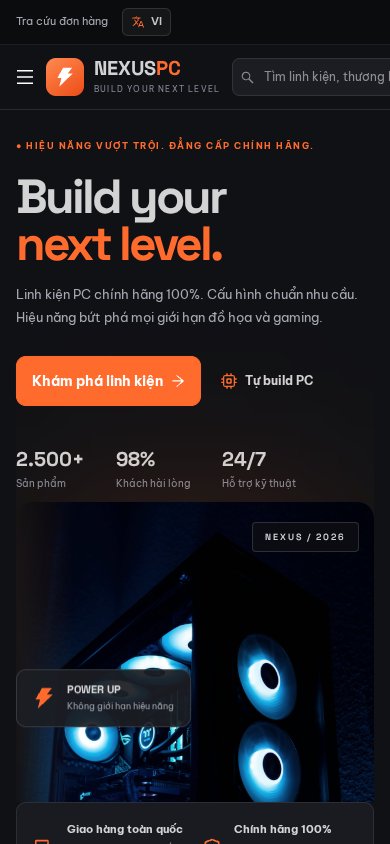 Tra cứu đơn hàng
VI
NEXUSPC
BUILD YOUR NEXT LEVEL
Tìm linh kiện, thương
HIỆU NĂNG VƯỢT TRỘI. ĐẲNG CẤP CHÍNH HÃNG.
Build your
next level.
Linh kiện PC chính hãng 100%. Cấu hình chuẩn nhu cầu.
Hiệu năng bứt phá mọi giới hạn đồ họa và gaming.
Khám phá linh kiện
Tự build PC
2.500+
98%
24/7
Sản phẩm
Khách hài lòng
Hỗ trợ kỹ thuật
NEXUS / 2026
POWER UP
Không giới hạn hiệu năng
Giao hàng toàn quốc
Chính hãng 100%